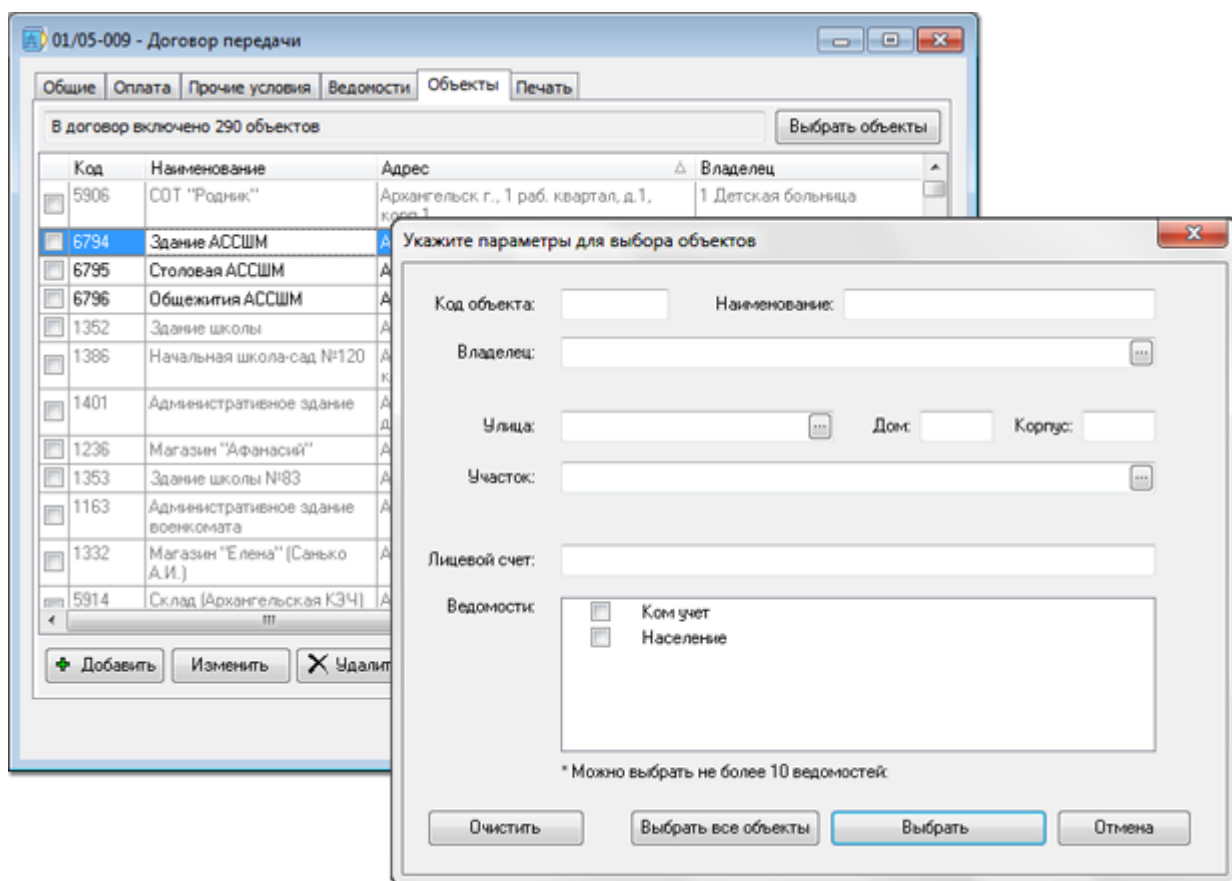 01/05-009 - Договор передачи
Общие Оплата Прочие условия Ведомости Объекты Печать
В договор включено 290 объектов Выбрать объекты
Код Наименование Адрес Владелец
5906 СОТ "Родник" Архангельск г., 1 раб. квартал, д.1, 1 Детская больница
корп.1
6794 Здание АССШМ А
6795 Столовая АССШМ А
6796 Общежития АССШМ А
1352 Здание школы А
1386 Начальная школа-сад №120 А
к
1401 Административное здание А
д
1236 Магазин "Афанасий" А
1353 Здание школы №83 А
1163 Административное здание А
военкомата
1332 Магазин "Елена" (Санько А
А.И.)
5914 Склад (Архангельская КЭЧ) А
Добавить Изменить Удалит
Укажите параметры для выбора объектов
Код объекта: Наименование:
Владелец:
Улица: Дом: Корпус:
Участок:
Лицевой счет:
Ведомости: Ком учет
Население
* Можно выбрать не более 10 ведомостей
Очистить Выбрать все объекты Выбрать Отмена